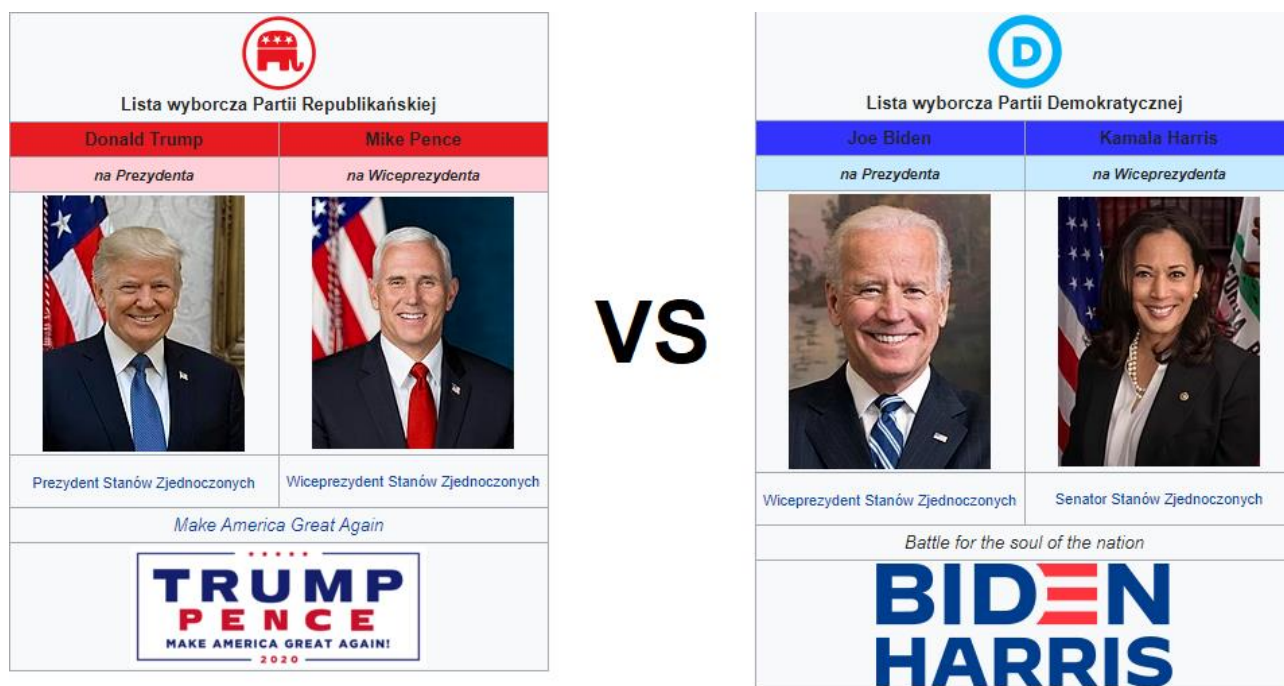 Lista wyborcza Partii Republikańskiej
Donald Trump
Mike Pence
na Prezydenta
na Wiceprezydenta
Prezydent Stanów Zjednoczonych
Wiceprezydent Stanów Zjednoczonych
Make America Great Again
TRUMP
PENCE
MAKE AMERICA GREAT AGAIN!
2020
VS
D
Lista wyborcza Partii Demokratycznej
Joe Biden
Kamala Harris
na Prezydenta
na Wiceprezydenta
Wiceprezydent Stanów Zjednoczonych
Senator Stanów Zjednoczonych
Battle for the soul of the nation
BIDEN
HARRIS